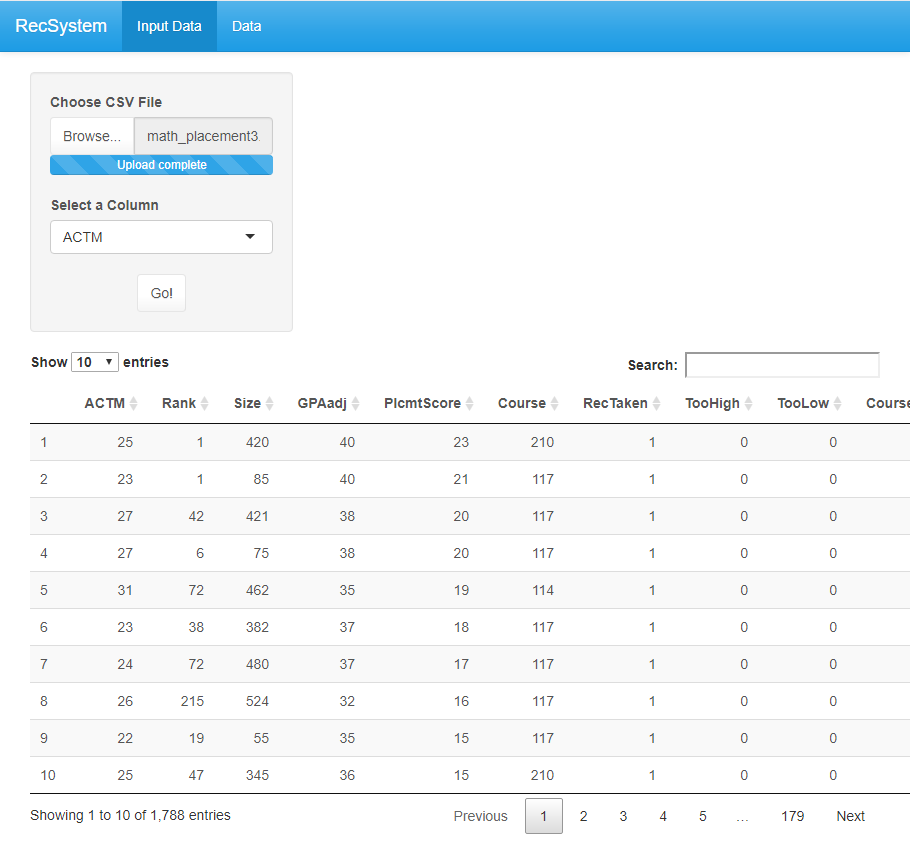 RecSystem Input Data Data
Choose CSV File
Browse... math_placement3.
Upload complete
Select a Column
ACTM
Go!
Show 10 entries Search:
ACTM Rank Size GPAadj PlcmtScore Course RecTaken TooHigh TooLow Course
1 25 1 420 40 23 210 1 0 0
2 23 1 85 40 21 117 1 0 0
3 27 42 421 38 20 117 1 0 0
4 27 6 75 38 20 117 1 0 0
5 31 72 462 35 19 114 1 0 0
6 23 38 382 37 18 117 1 0 0
7 24 72 480 37 17 117 1 0 0
8 26 215 524 32 16 117 1 0 0
9 22 19 55 35 15 117 1 0 0
10 25 47 345 36 15 210 1 0 0
Showing 1 to 10 of 1,788 entries Previous 1 2 3 4 5 … 179 Next